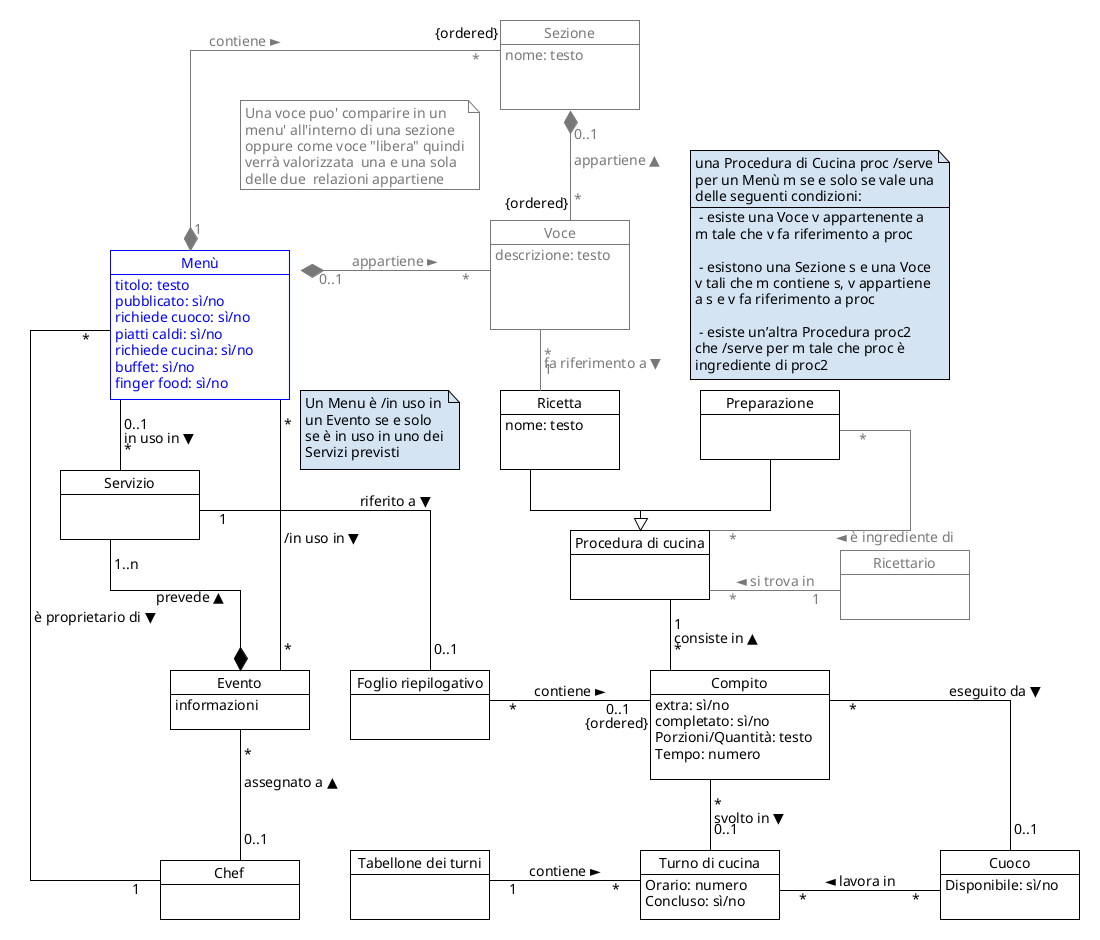 {ordered}
Sezione
nome: testo
contiene ►
*
Una voce puo' comparire in un
menu' all'interno di una sezione
oppure come voce "libera" quindi
verrà valorizzata  una e una sola
delle due  relazioni appartiene
0..1
appartiene ▲
{ordered}
*
una Procedura di Cucina proc /serve
per un Menù m se e solo se vale una
delle seguenti condizioni:
- esiste una Voce v appartenente a
m tale che v fa riferimento a proc
- esistono una Sezione s e una Voce
v tali che m contiene s, v appartiene
a s e v fa riferimento a proc
- esiste un’altra Procedura proc2
che /serve per m tale che proc è
ingrediente di proc2
1
Menù
titolo: testo
pubblicato: sì/no
richiede cuoco: sì/no
piatti caldi: sì/no
richiede cucina: sì/no
buffet: sì/no
finger food: sì/no
appartiene ►
0..1
*
Voce
descrizione: testo
*
*
fa riferimento a ▼
1
Un Menu è /in uso in
un Evento se e solo
se è in uso in uno dei
Servizi previsti
Ricetta
nome: testo
Preparazione
*
0..1
in uso in ▼
*
*
Servizio
riferito a ▼
1
/in uso in ▼
Procedura di cucina
*
◄ è ingrediente di
Ricettario
◄ si trova in
*
1
1..n
prevede ▲
è proprietario di ▼
1
consiste in ▲
*
*
0..1
Evento
informazioni
Foglio riepilogativo
contiene ►
*
0..1
{ordered}
Compito
extra: sì/no
completato: sì/no
Porzioni/Quantità: testo
Tempo: numero
eseguito da ▼
*
*
assegnato a ▲
0..1
*
svolto in ▼
0..1
0..1
Chef
1
Tabellone dei turni
contiene ►
1
*
Turno di cucina
Orario: numero
Concluso: sì/no
◄ lavora in
*
*
Cuoco
Disponibile: sì/no